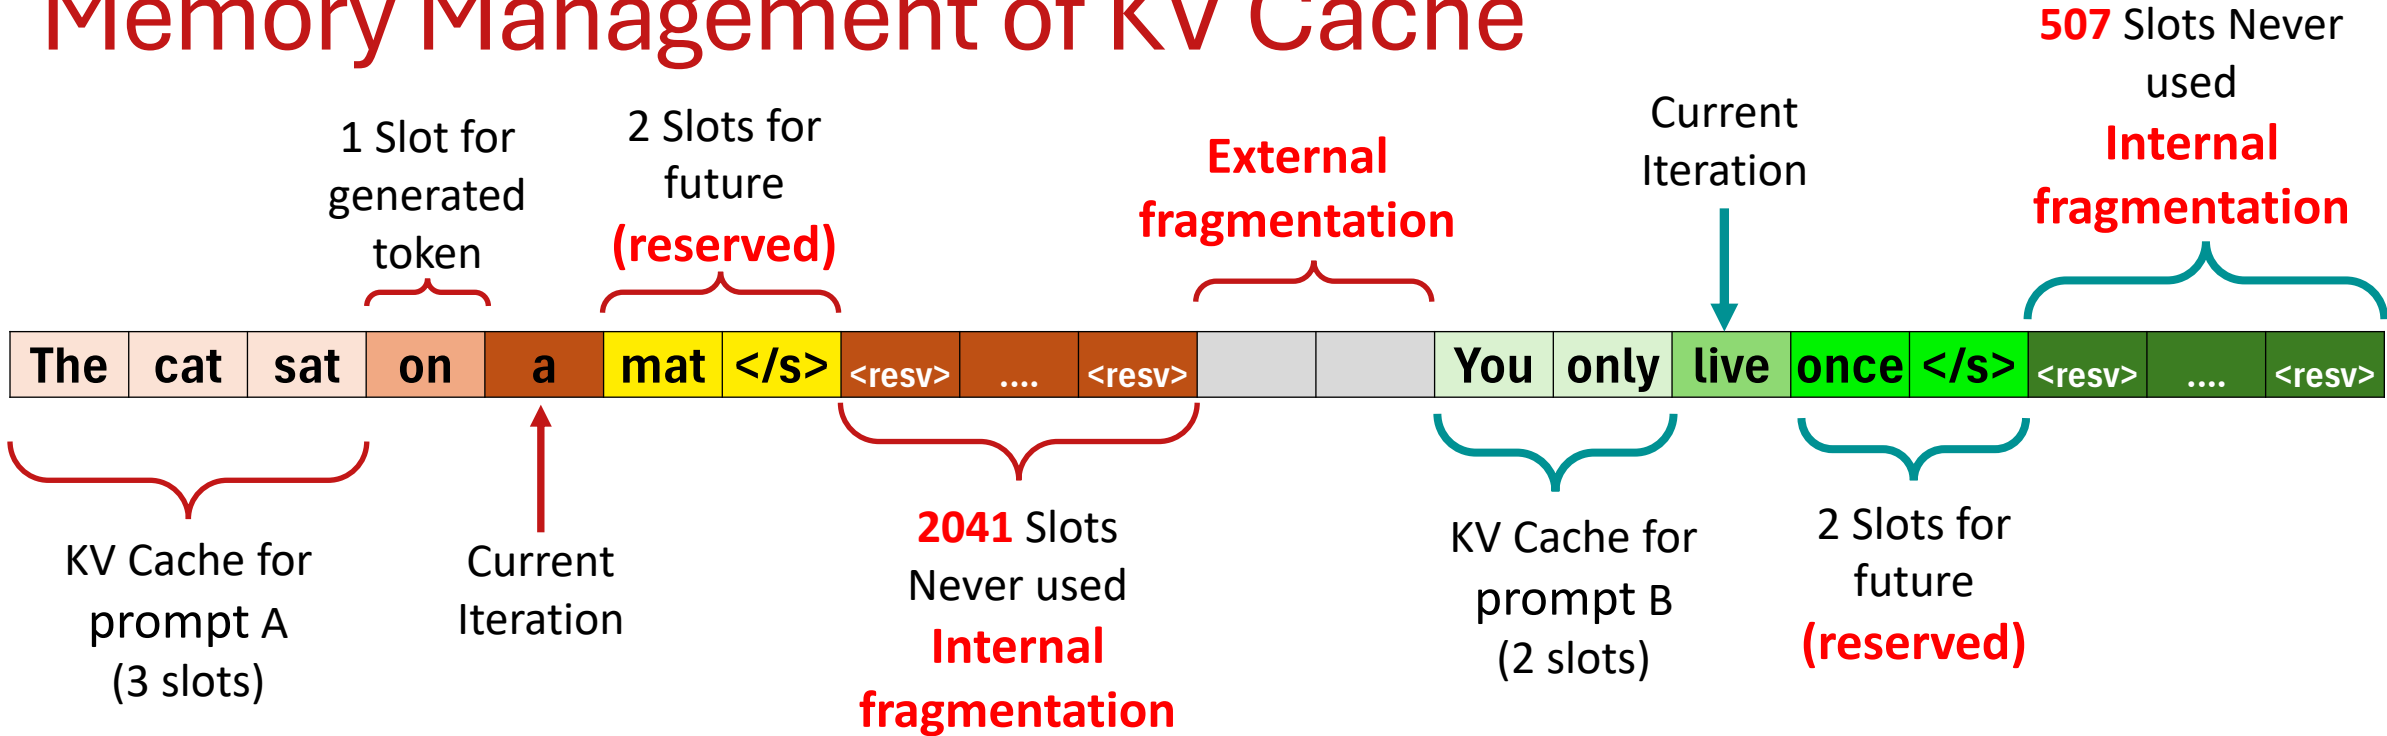 Memory Management of KV Cache
1 Slot for
generated
token
2 Slots for
future
(reserved)
External
fragmentation
Current
Iteration
507 Slots Never
used
Internal
fragmentation
The cat sat on a mat </s> <resv> .... <resv> You only live once </s> <resv> .... <resv>
KV Cache for
prompt A
(3 slots)
Current
Iteration
2041 Slots
Never used
Internal
fragmentation
KV Cache for
prompt B
(2 slots)
2 Slots for
future
(reserved)